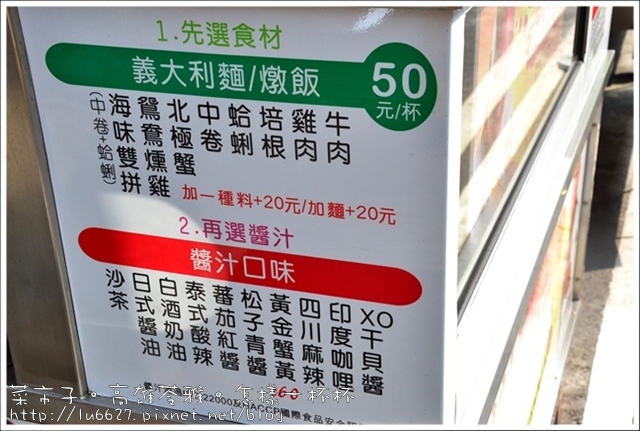 1.先選食材
義大利麵/燉飯
50
元/杯
牛肉
雞肉
培根
蛤蜊
中卷
北極蟹
鴛鴦燻雞
海味雙拼
(中卷+蛤蜊)
加一種料+20元/加麵+20元
2.再選醬汁
醬汁口味
XO干貝醬
印度咖哩
四川麻辣
黃金蟹黃
60
松子青醬
蕃茄紅醬
泰式酸辣
白酒奶油
日式醬油
沙茶
菜市子。高雄苓雅。怎樣一杯杯
http://lu6627.pixnet.net/blog